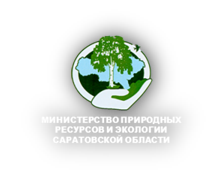 МИНИСТЕРСТВО ПРИРОДНЫХ
РЕСУРСОВ И ЭКОЛОГИИ
САРАТОВСКОЙ ОБЛАСТИ